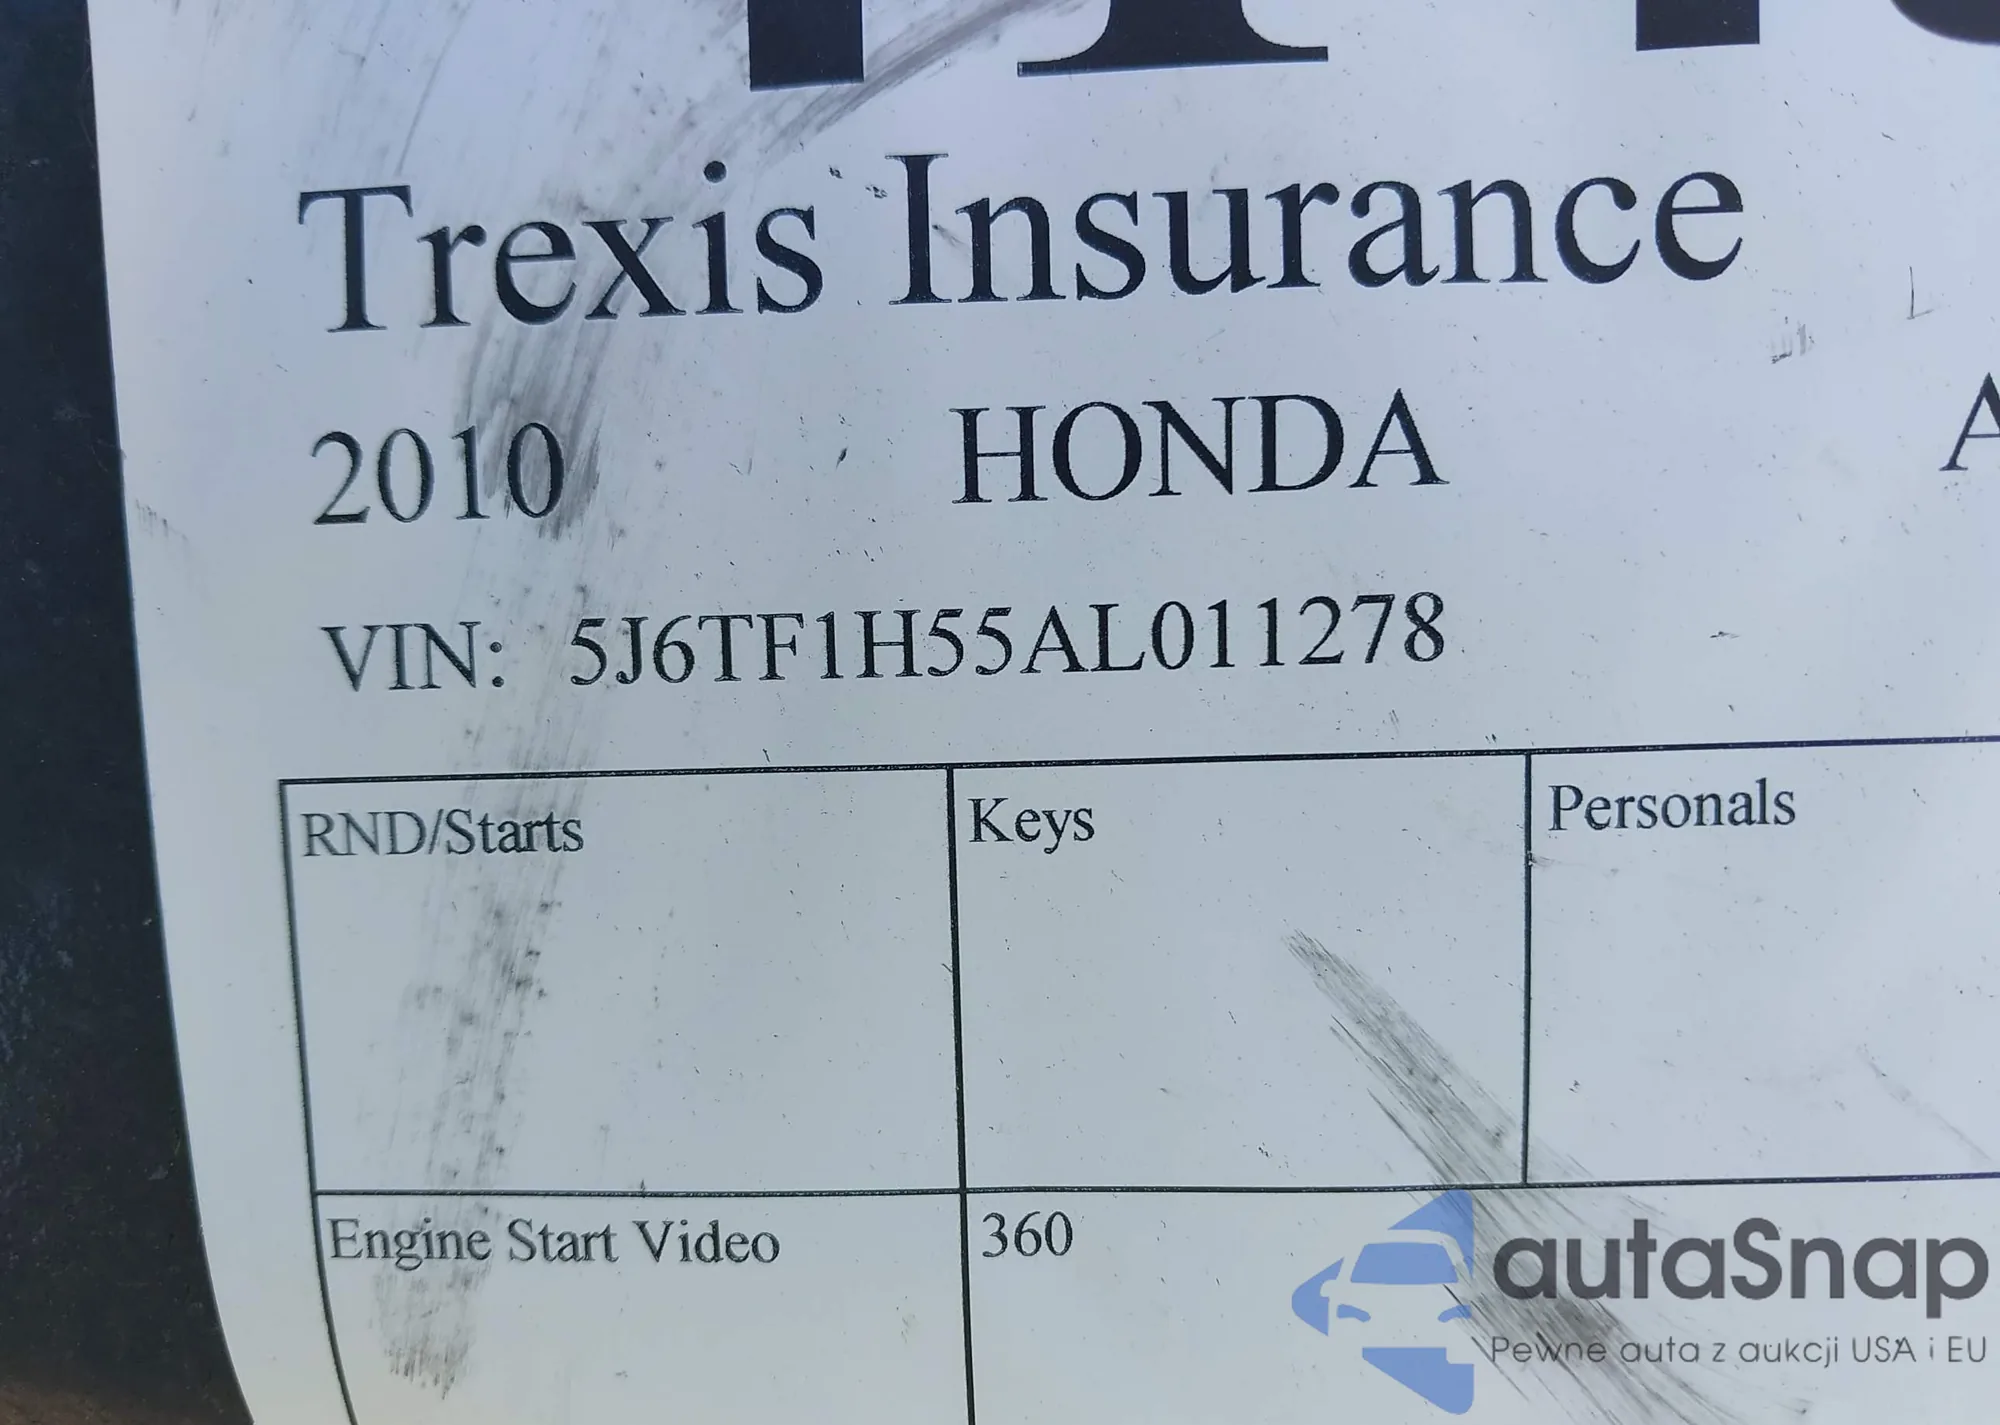 Trexis Insurance
2010 HONDA A
VIN: 5J6TF1H55AL011278
RND/Starts Keys Personals
Engine Start Video 360
autaSnap
Pewne auta z aukcji USA i EU